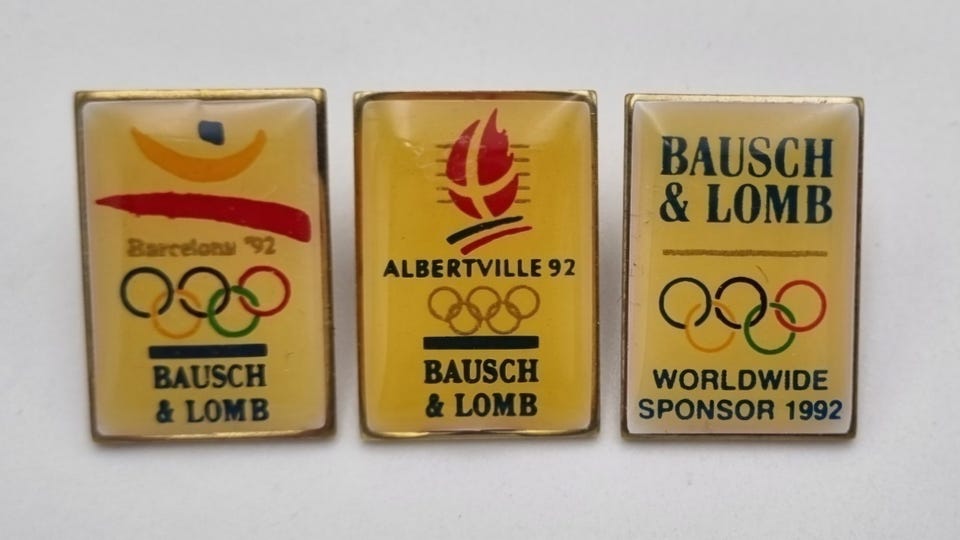 Barcelona '92
BAUSCH
& LOMB
ALBERTVILLE 92
BAUSCH
& LOMB
BAUSCH
& LOMB
WORLDWIDE
SPONSOR 1992